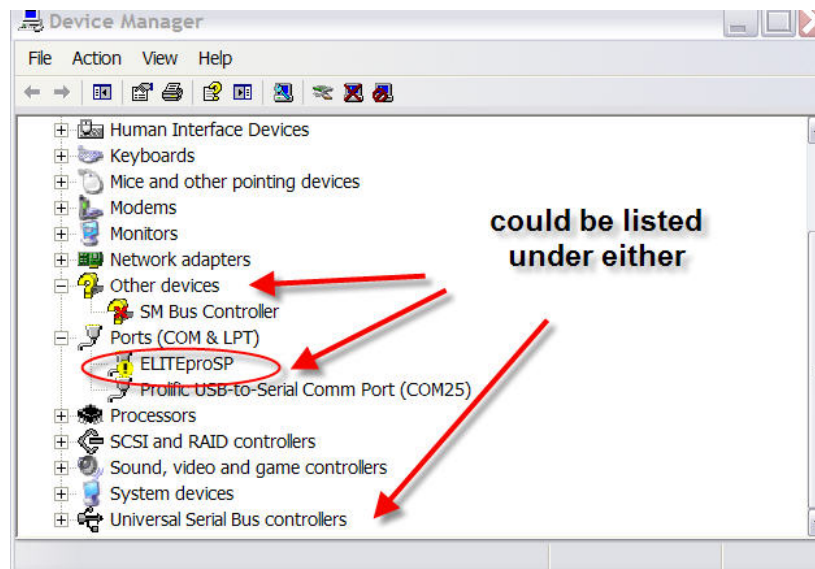 Device Manager
File Action View Help
Human Interface Devices
Keyboards
Mice and other pointing devices
Modems
Monitors
Network adapters
Other devices
SM Bus Controller
Ports (COM & LPT)
ELITEproSP
Prolific USB-to-Serial Comm Port (COM25)
Processors
SCSI and RAID controllers
Sound, video and game controllers
System devices
Universal Serial Bus controllers
could be listed
under either